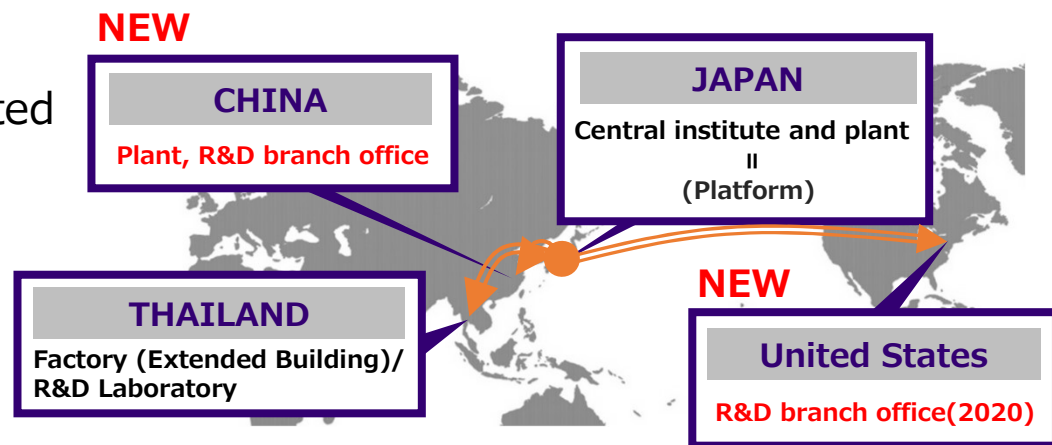 NEW
CHINA
Plant, R&D branch office
JAPAN
Central institute and plant
=
(Platform)
THAILAND
Factory (Extended Building)/
R&D Laboratory
NEW
United States
R&D branch office(2020)